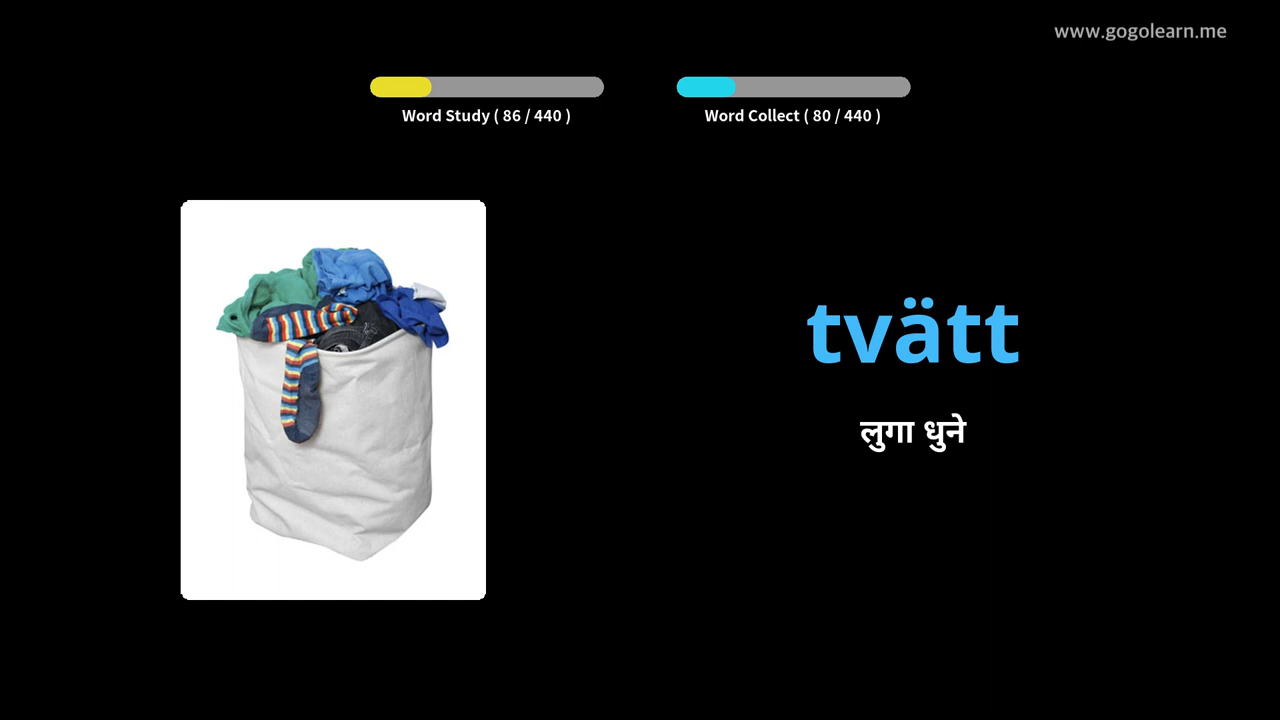 www.gogolearn.me
Word Study ( 86 / 440 )
Word Collect ( 80 / 440 )
tvätt
लुगा धुने